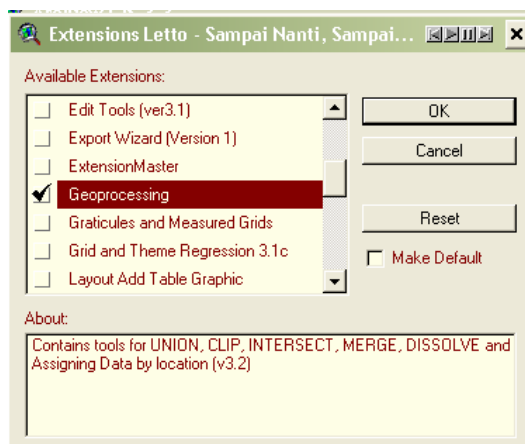 Extensions Letto - Sampai Nanti, Sampai...
Available Extensions:
Edit Tools (ver3.1)
Export Wizard (Version 1)
ExtensionMaster
Geoprocessing
Graticules and Measured Grids
Grid and Theme Regression 3.1c
Layout Add Table Graphic
OK
Cancel
Reset
Make Default
About:
Contains tools for UNION, CLIP, INTERSECT, MERGE, DISSOLVE and
Assigning Data by location (v3.2)